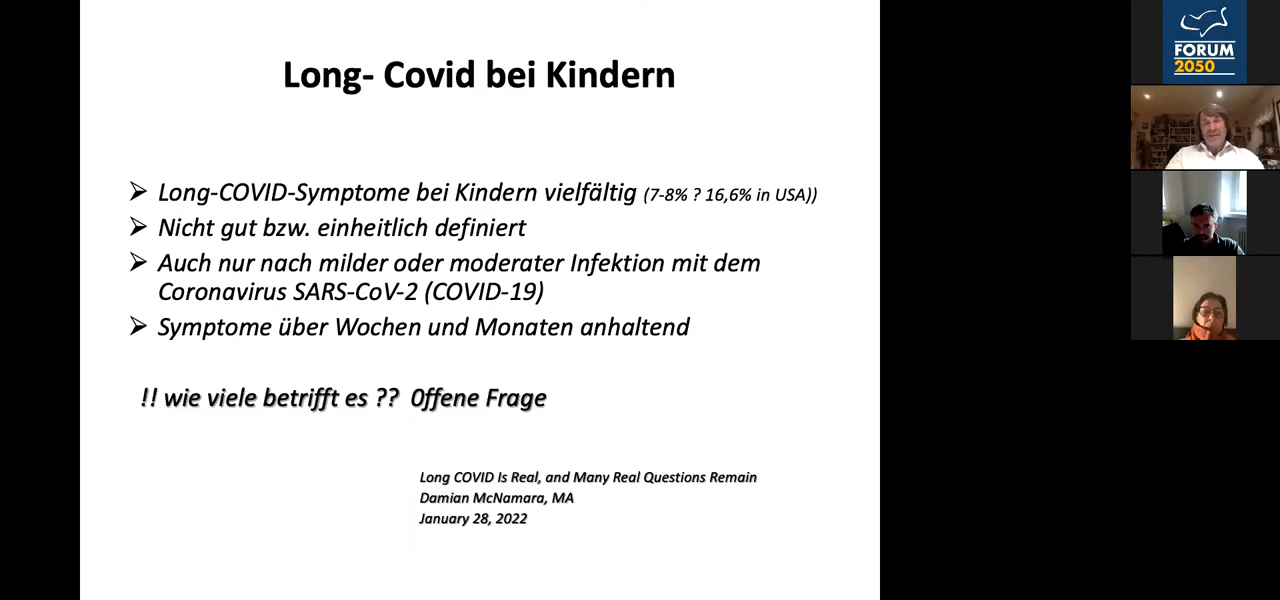 Long- Covid bei Kindern
Long-COVID-Symptome bei Kindern vielfältig (7-8% ? 16,6% in USA))
Nicht gut bzw. einheitlich definiert
Auch nur nach milder oder moderater Infektion mit dem
Coronavirus SARS-CoV-2 (COVID-19)
Symptome über Wochen und Monaten anhaltend
!! wie viele betrifft es ?? 0ffene Frage
Long COVID Is Real, and Many Real Questions Remain
Damian McNamara, MA
January 28, 2022
FORUM
2050